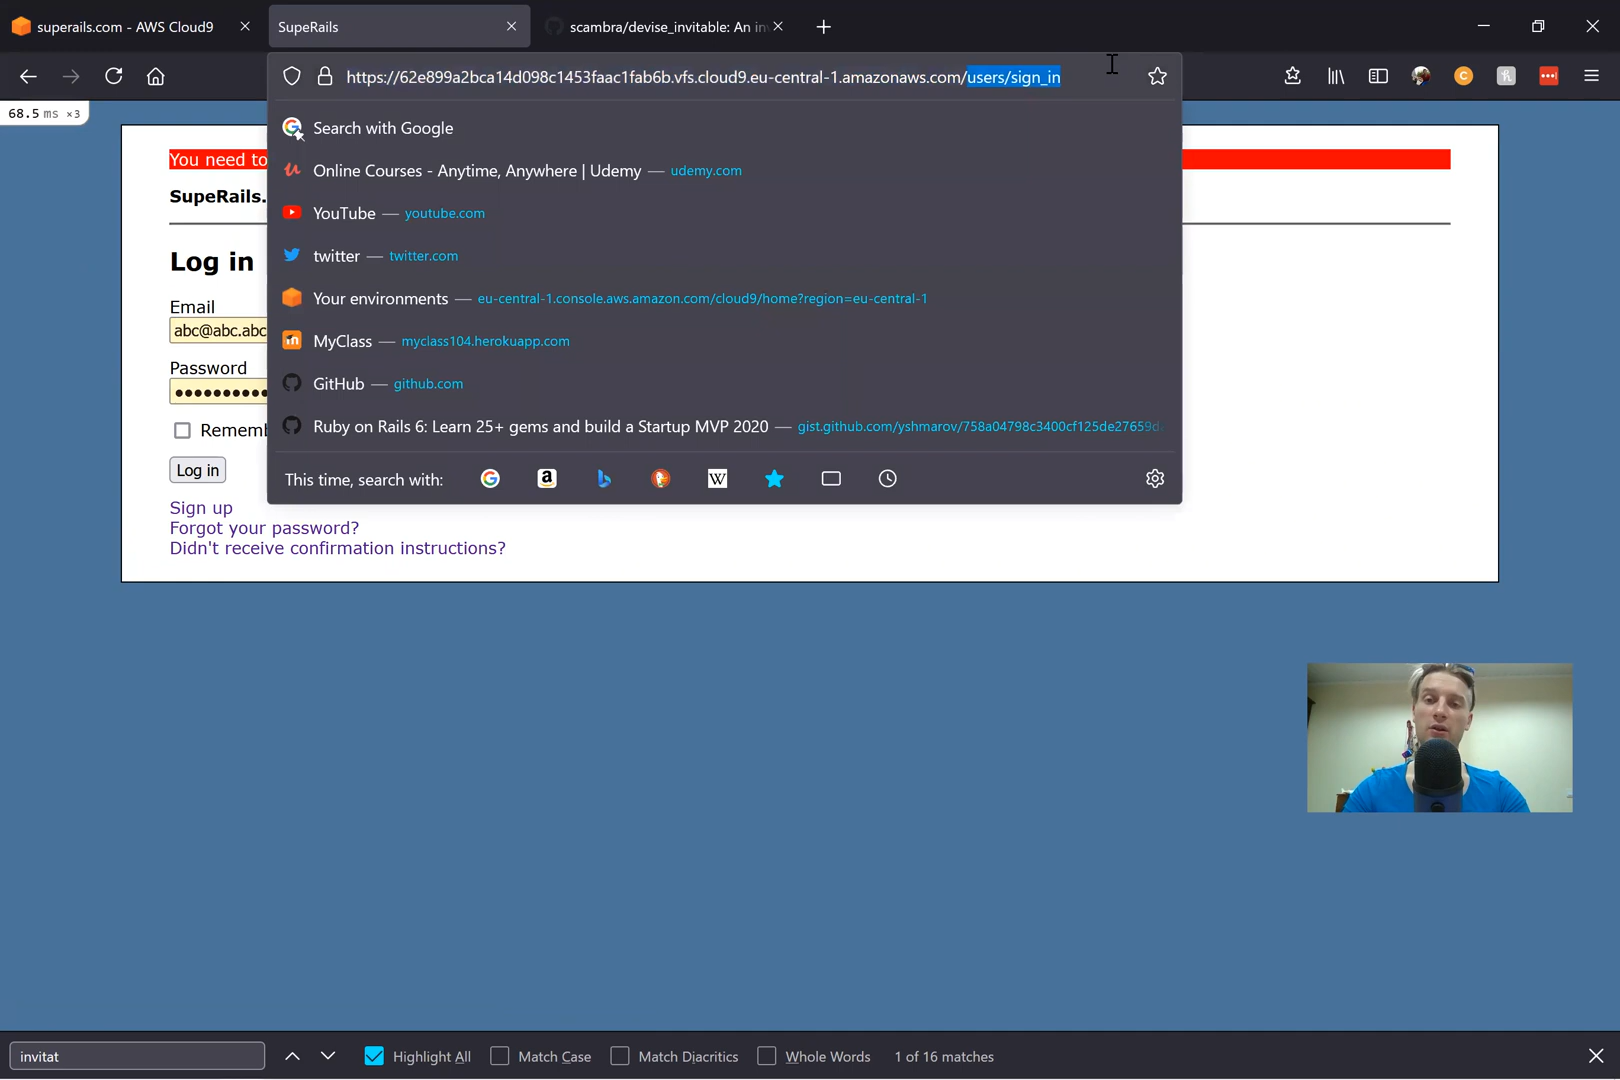 superails.com - AWS Cloud9
SupeRails
scambra/devise_invitable: An in
https://62e899a2bca14d098c1453faac1fab6b.vfs.cloud9.eu-central-1.amazonaws.com/users/sign_in
68.5 ms ×3
Search with Google
You need to
Online Courses - Anytime, Anywhere | Udemy — udemy.com
SupeRails.
YouTube — youtube.com
twitter — twitter.com
Log in
Your environments — eu-central-1.console.aws.amazon.com/cloud9/home?region=eu-central-1
Email
abc@abc.abc
MyClass — myclass104.herokuapp.com
Password
GitHub — github.com
Rememb
Ruby on Rails 6: Learn 25+ gems and build a Startup MVP 2020 — gist.github.com/yshmarov/758a04798c3400cf125de27659d
Log in
This time, search with:
Sign up
Forgot your password?
Didn't receive confirmation instructions?
invitat
Highlight All
Match Case
Match Diacritics
Whole Words
1 of 16 matches